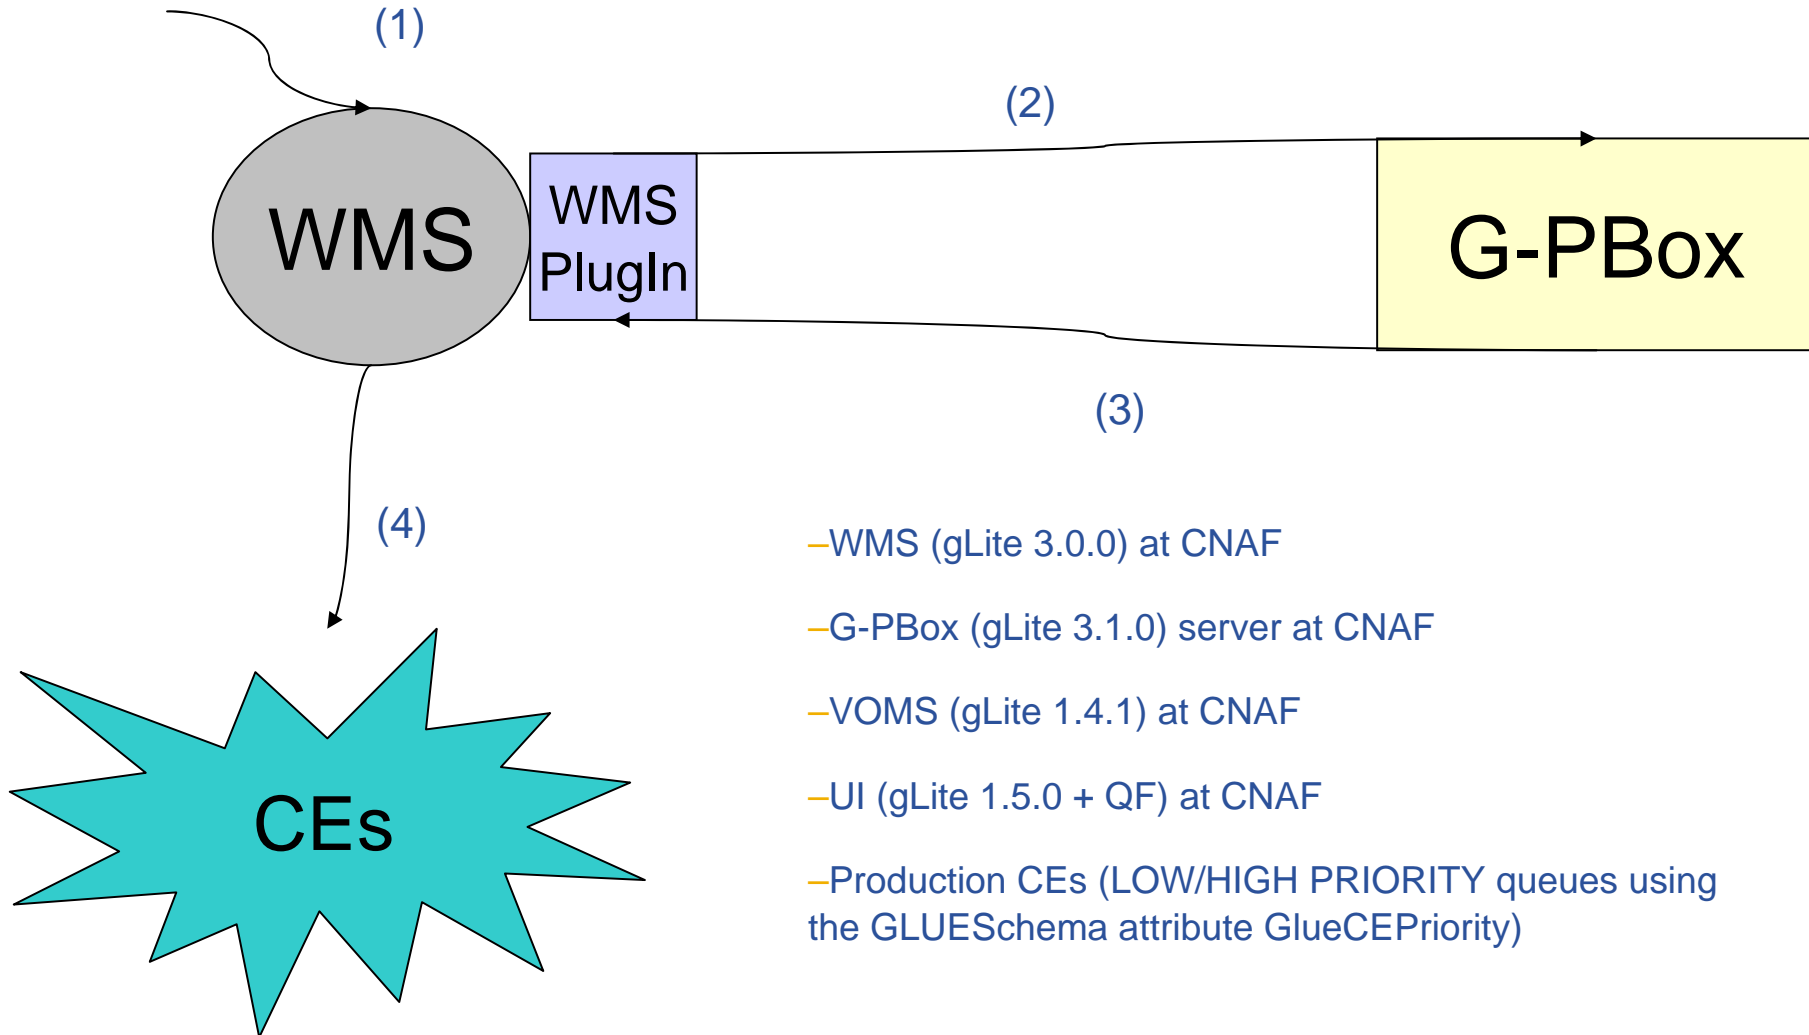 (1)
(2)
WMS
WMS
PlugIn
G-PBox
(3)
(4)
–WMS (gLite 3.0.0) at CNAF
–G-PBox (gLite 3.1.0) server at CNAF
–VOMS (gLite 1.4.1) at CNAF
–UI (gLite 1.5.0 + QF) at CNAF
–Production CEs (LOW/HIGH PRIORITY queues using
the GLUESchema attribute GlueCEPriority)
CEs